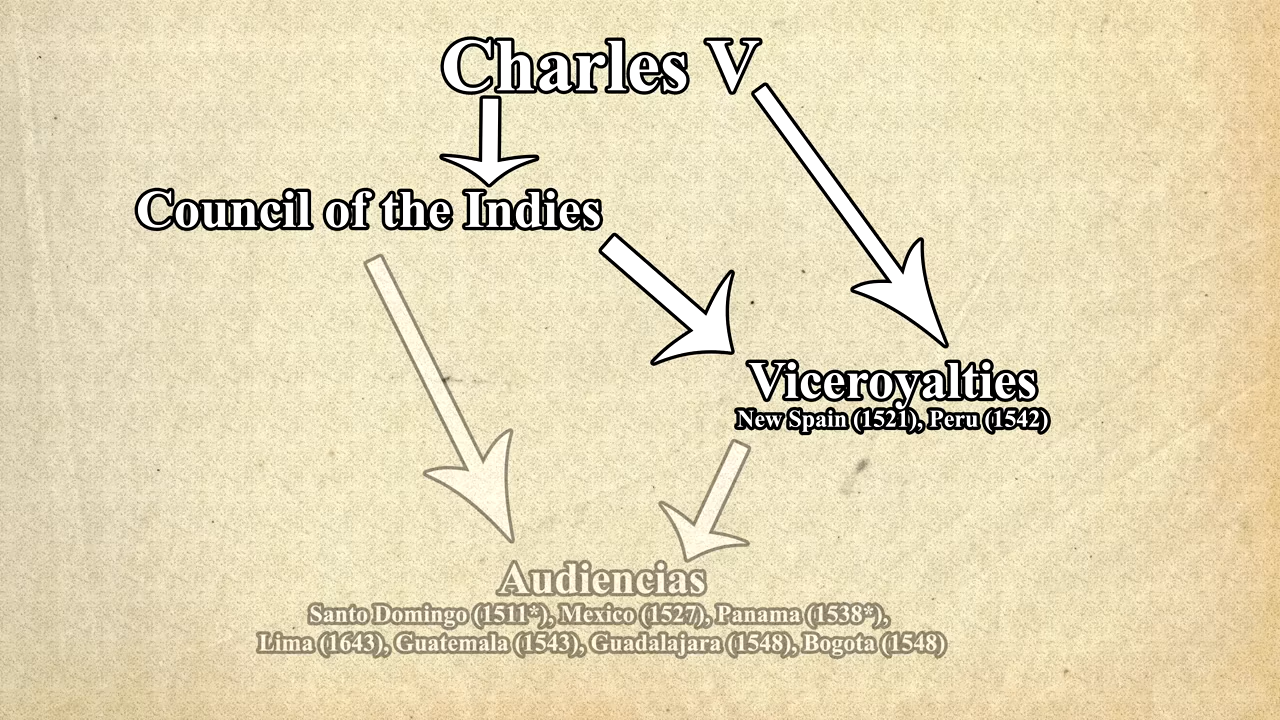 Charles V
Council of the Indies
Viceroyalties
New Spain (1521), Peru (1542)
Audiencias
Santo Domingo (1511*), Mexico (1527), Panama (1538*),
Lima (1643), Guatemala (1543), Guadalajara (1548), Bogota (1548)